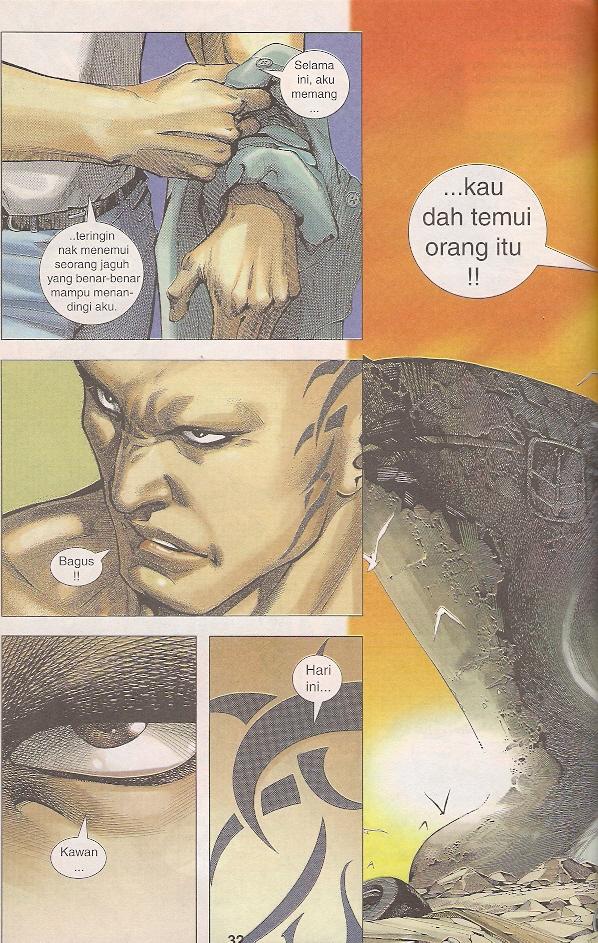 Selama
ini, aku
memang
...
..teringin
nak menemui
seorang jaguh
yang benar-benar
mampu menan-
dingi aku.
Bagus
!!
Kawan
...
Hari
ini...
...kau
dah temui
orang itu
!!
32